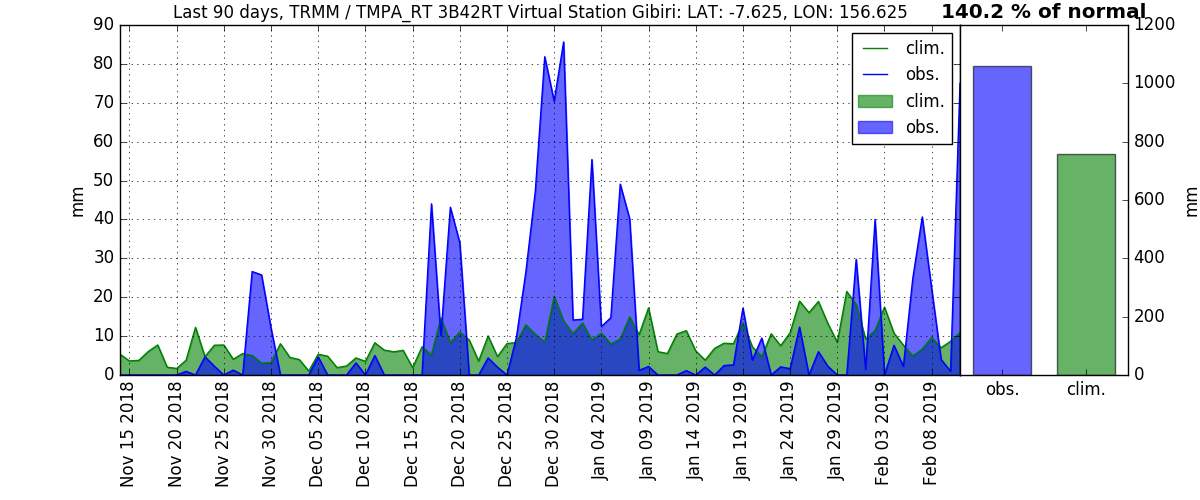 Last 90 days, TRMM / TMPA_RT 3B42RT Virtual Station Gibiri: LAT: -7.625, LON: 156.625
140.2 % of normal
90
80
70
60
50
40
30
20
10
0
mm
clim.
obs.
clim.
obs.
1200
1000
800
600
400
200
0
mm
Nov 15 2018
Nov 20 2018
Nov 25 2018
Nov 30 2018
Dec 05 2018
Dec 10 2018
Dec 15 2018
Dec 20 2018
Dec 25 2018
Dec 30 2018
Jan 04 2019
Jan 09 2019
Jan 14 2019
Jan 19 2019
Jan 24 2019
Jan 29 2019
Feb 03 2019
Feb 08 2019
obs.
clim.